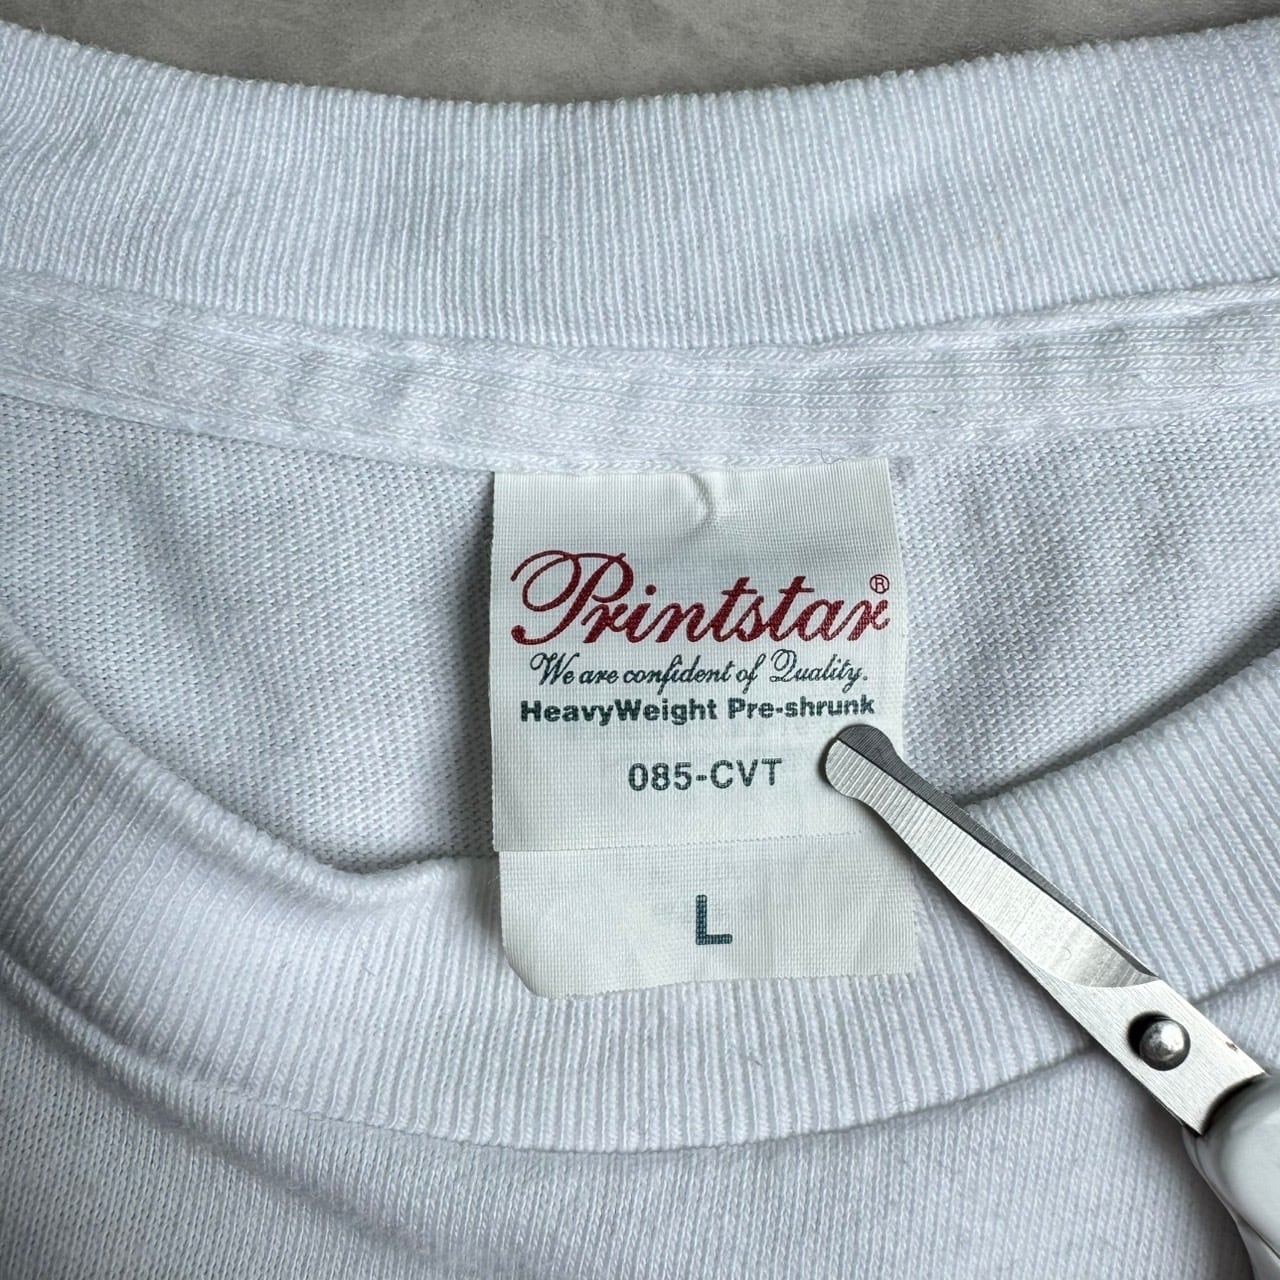 Printstar®
We are confident of Quality.
HeavyWeight Pre-shrunk
085-CVT
L